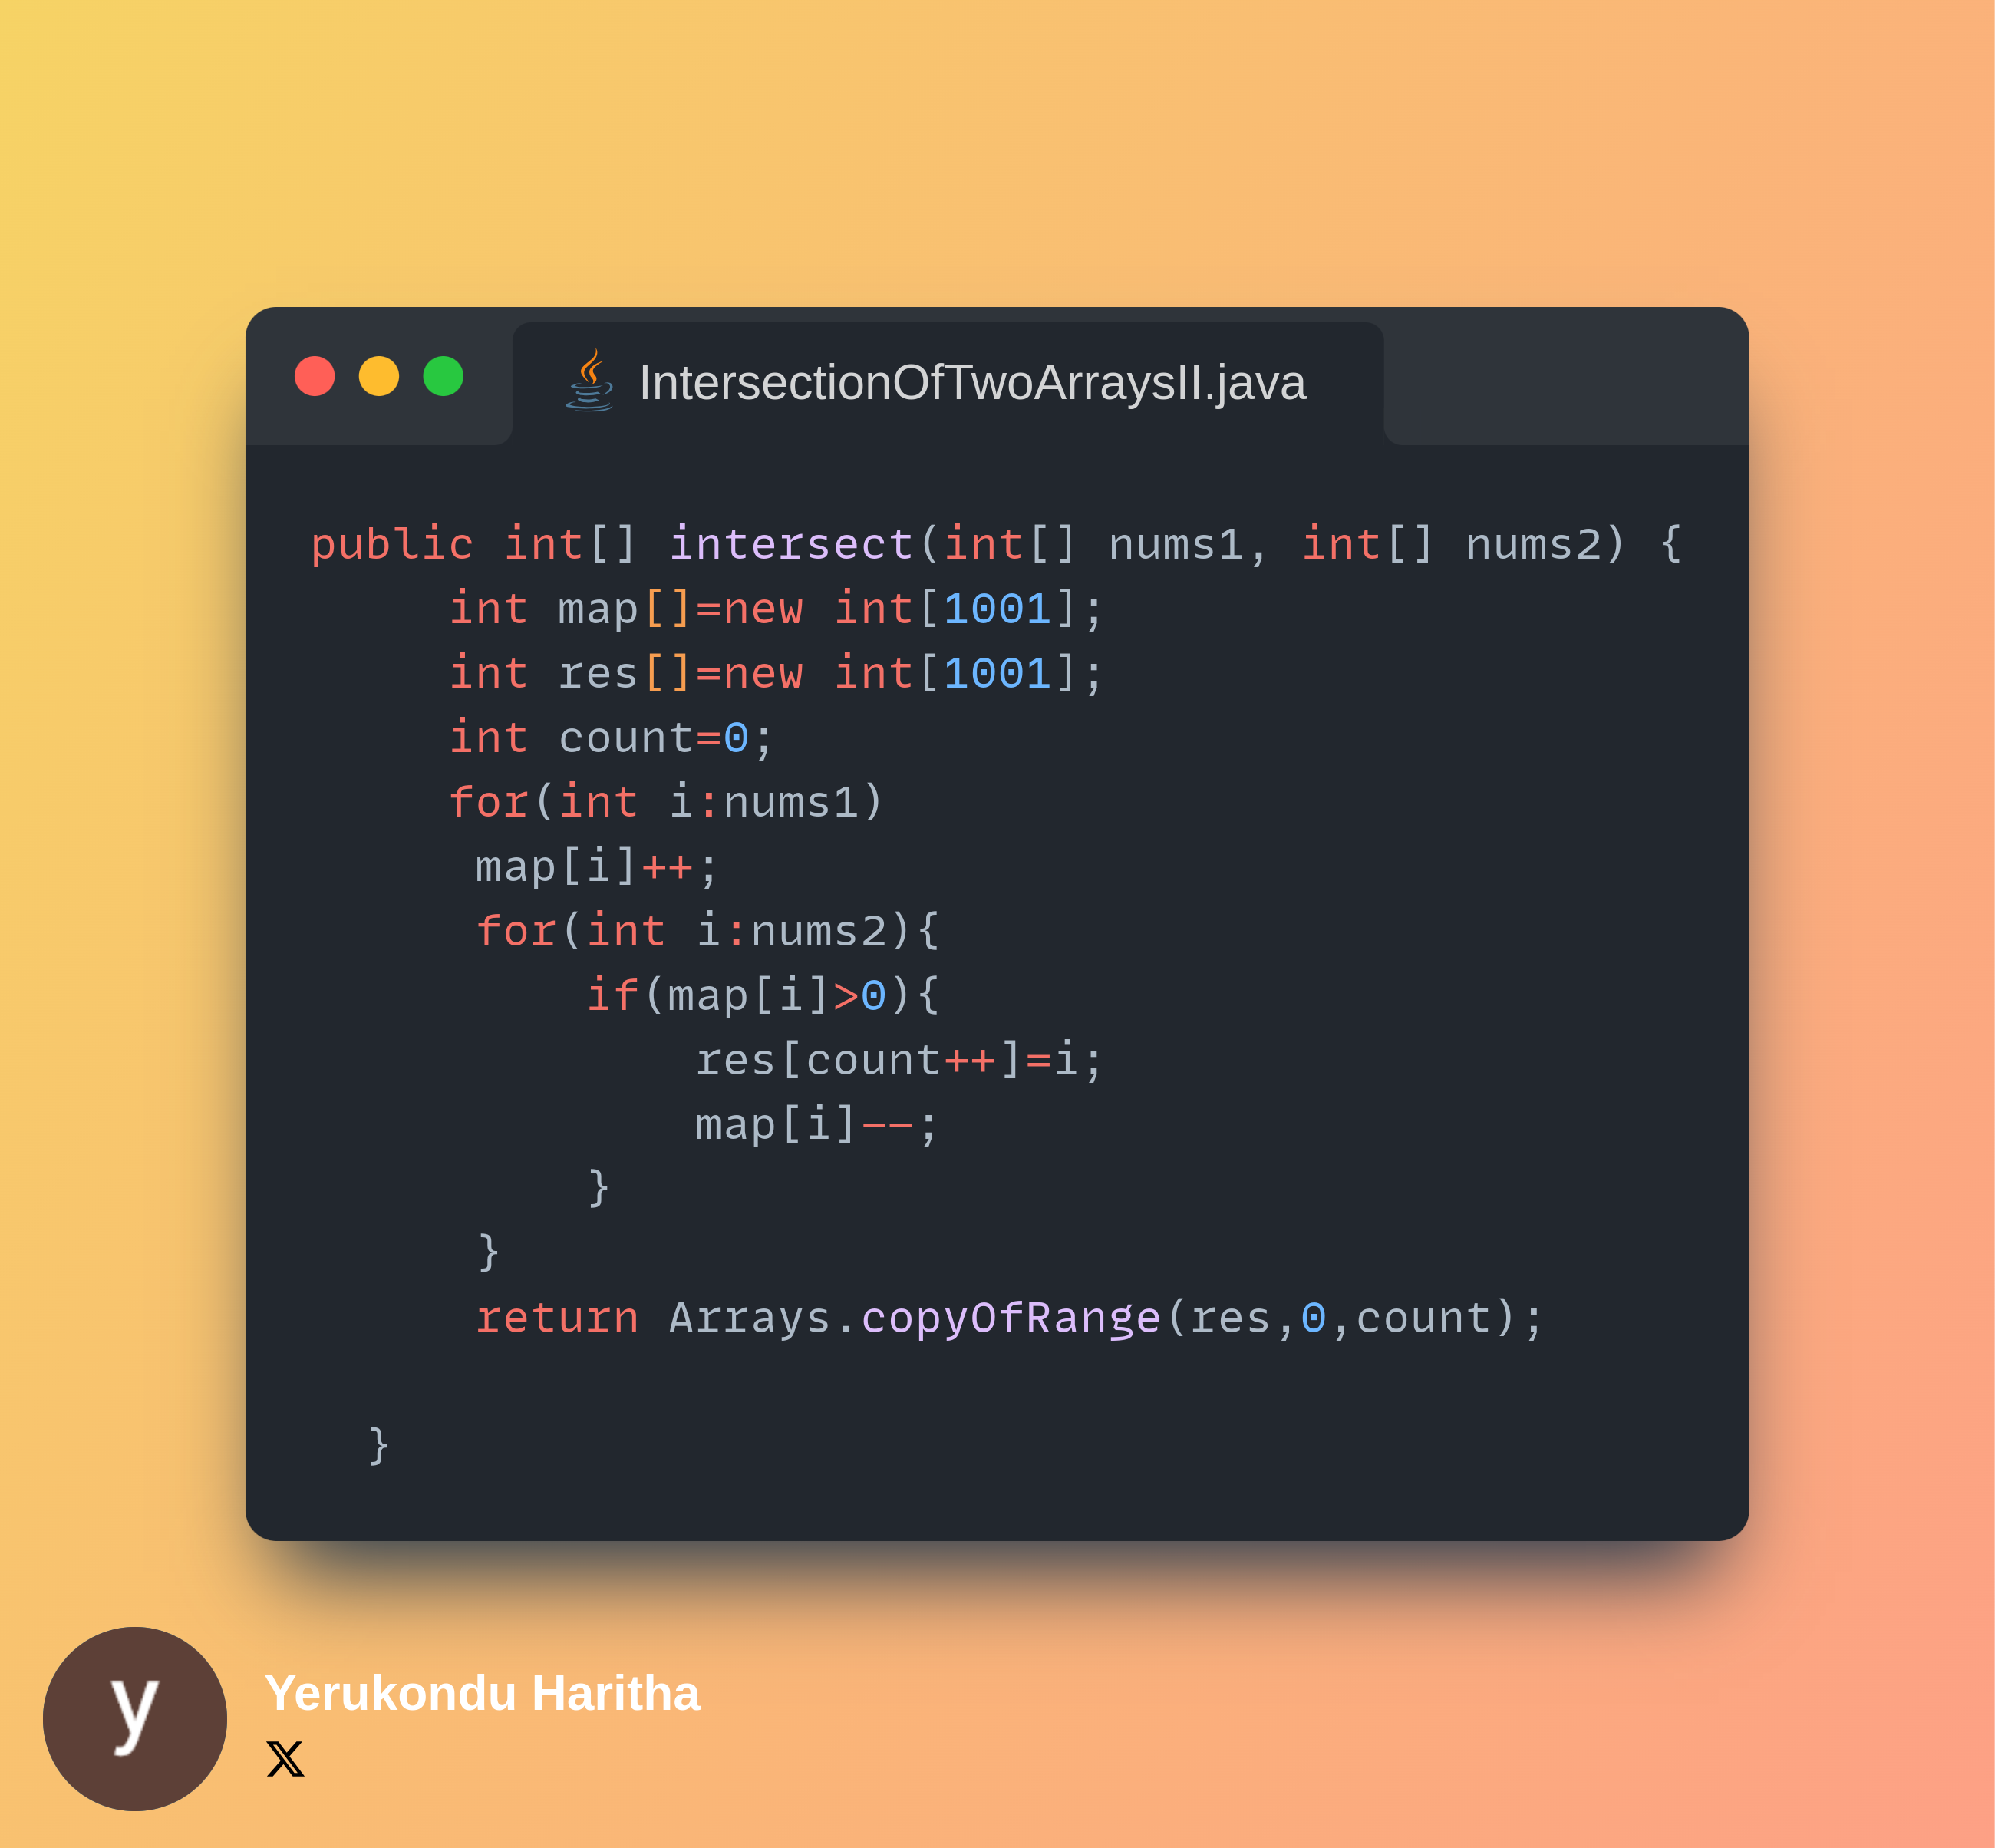 IntersectionOfTwoArraysII.java
public int[] intersect(int[] nums1, int[] nums2) {
     int map[]=new int[1001];
     int res[]=new int[1001];
     int count=0;
     for(int i:nums1)
      map[i]++;
      for(int i:nums2){
          if(map[i]>0){
              res[count++]=i;
              map[i]--;
          }
      }
      return Arrays.copyOfRange(res,0,count);
  }
y
Yerukondu Haritha
𝕏